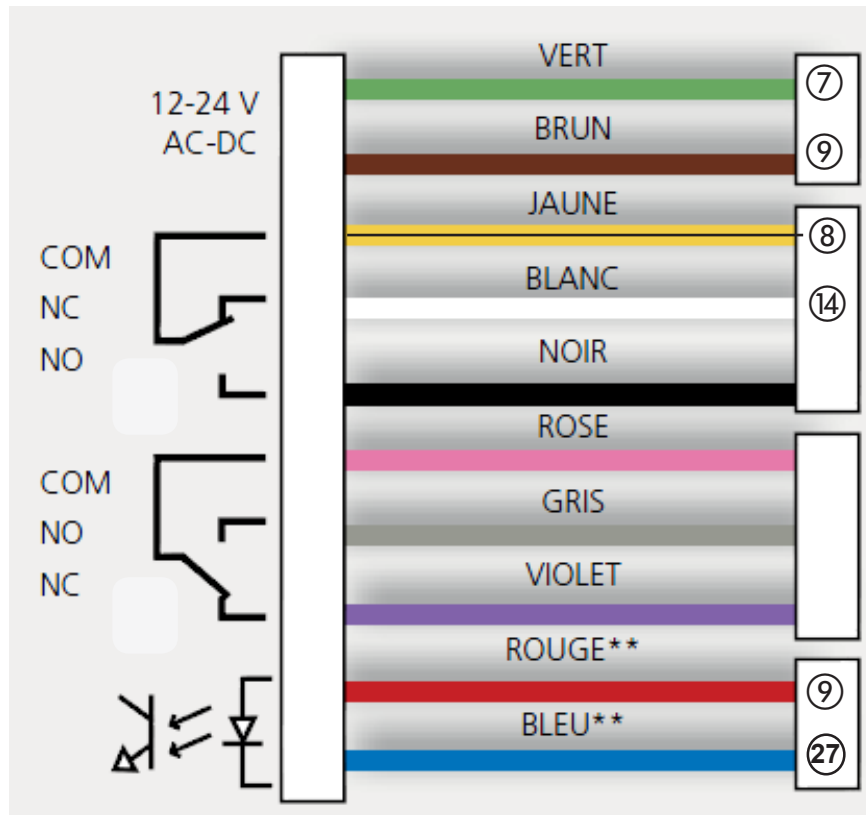 12-24 V
AC-DC
VERT
7
BRUN
9
JAUNE
8
COM
NC
NO
BLANC
14
NOIR
ROSE
COM
NO
NC
GRIS
VIOLET
ROUGE**
9
BLEU**
27